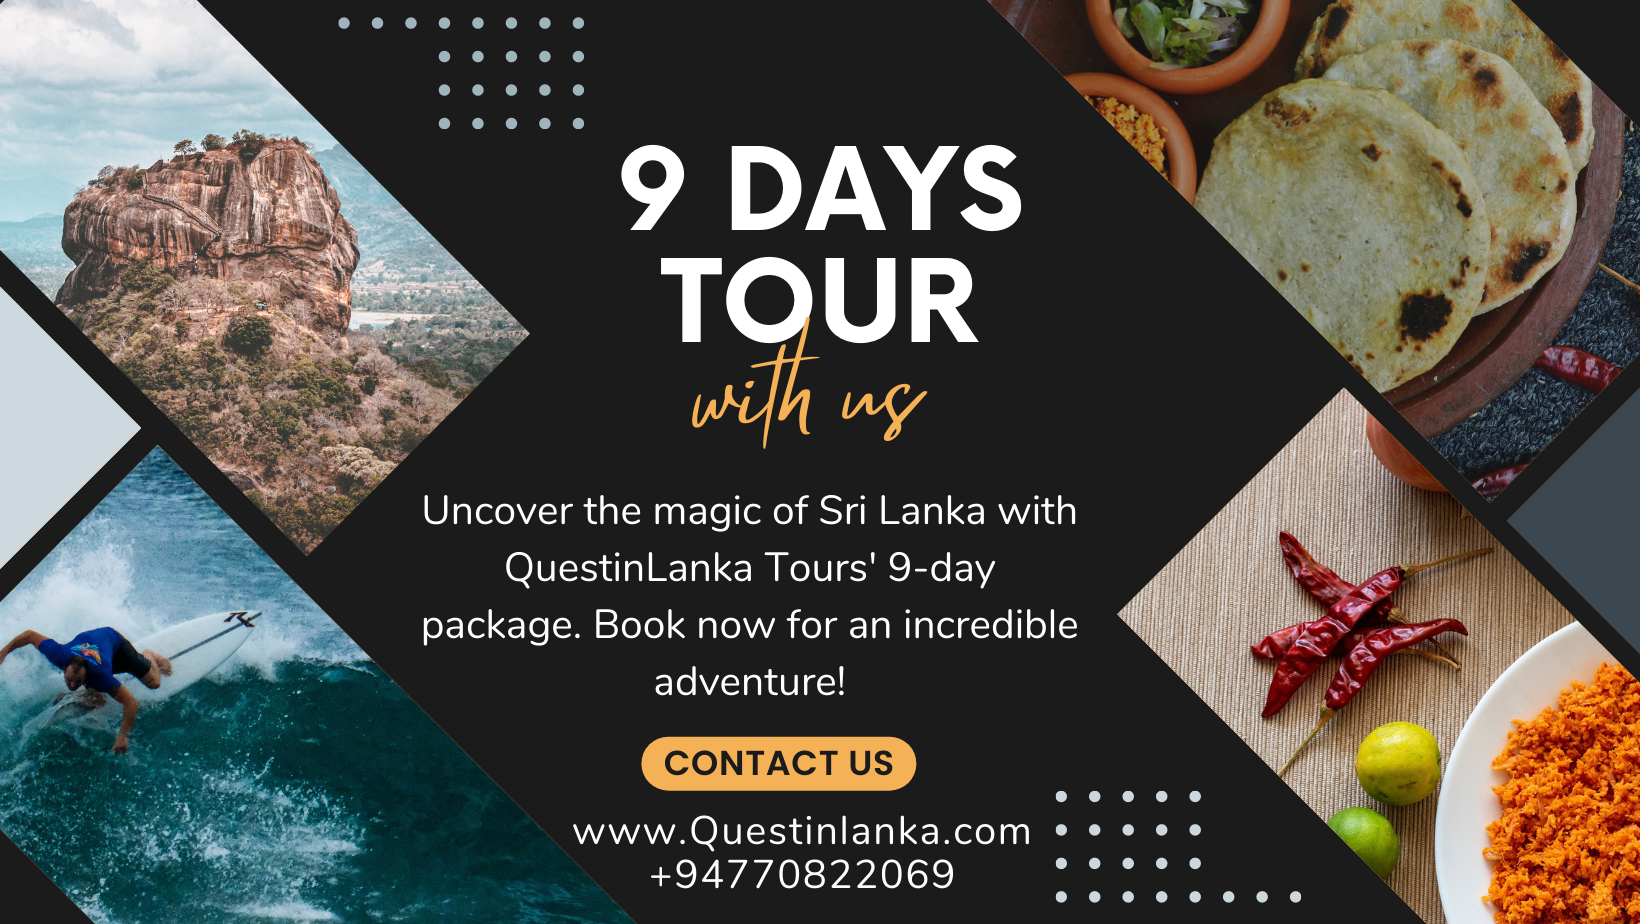 9 DAYS
TOUR
with us
Uncover the magic of Sri Lanka with
QuestinLanka Tours' 9-day
package. Book now for an incredible
adventure!
CONTACT US
www.Questinlanka.com
+94770822069